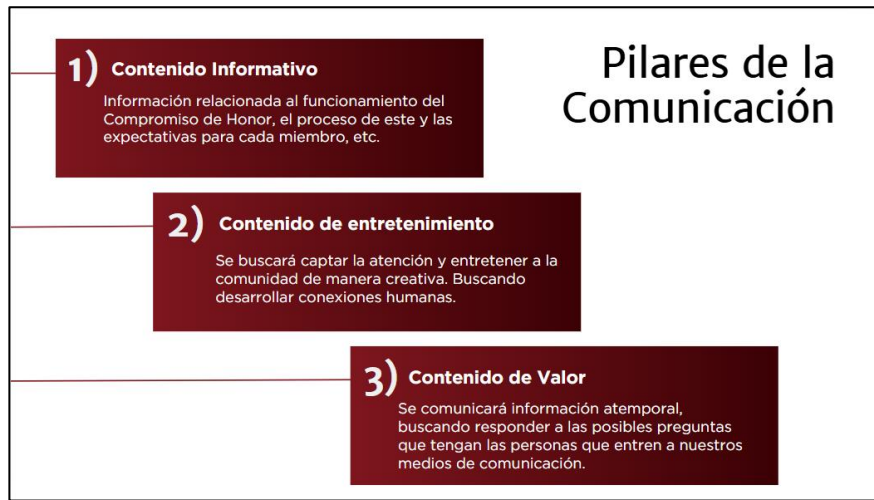 Pilares de la
Comunicación
1) Contenido Informativo
Información relacionada al funcionamiento del
Compromiso de Honor, el proceso de este y las
expectativas para cada miembro, etc.
2) Contenido de entretenimiento
Se buscará captar la atención y entretener a la
comunidad de manera creativa. Buscando
desarrollar conexiones humanas.
3) Contenido de Valor
Se comunicará información atemporal,
buscando responder a las posibles preguntas
que tengan las personas que entren a nuestros
medios de comunicación.